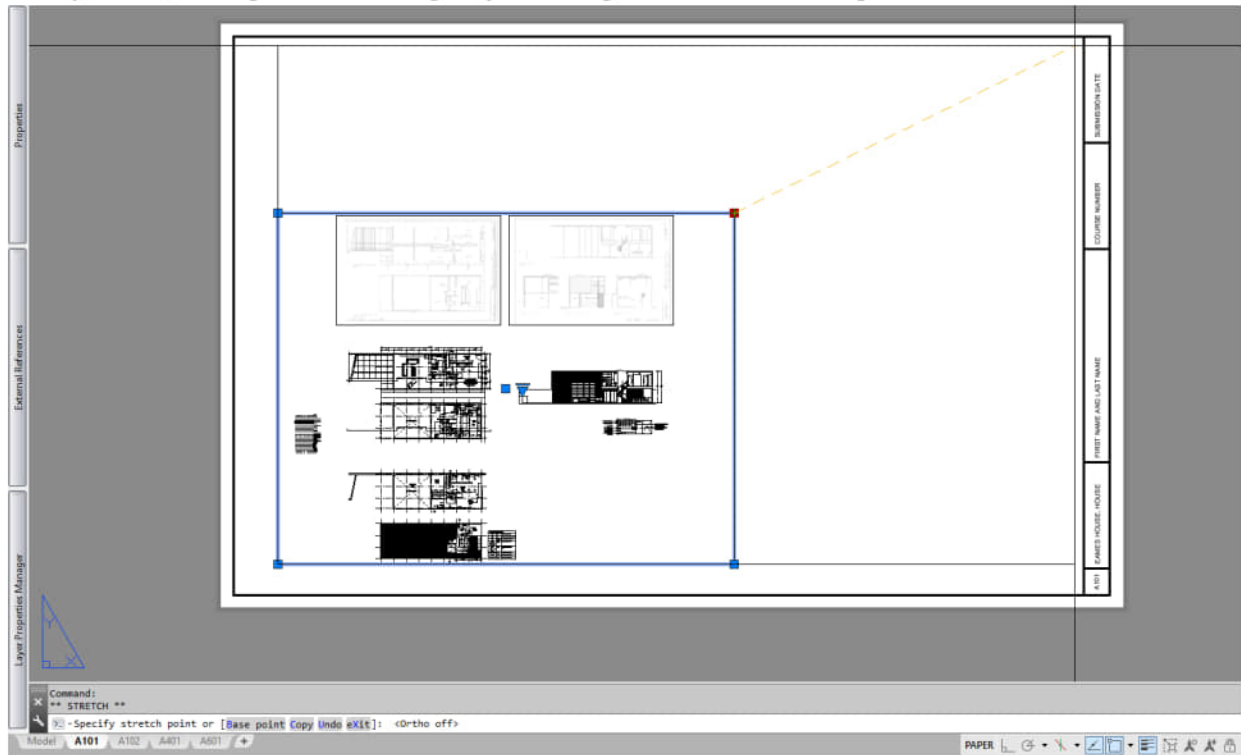 Properties
External References
Layer Properties Manager
SUBMISSION DATE
COURSE NUMBER
FIRST NAME AND LAST NAME
EAMES HOUSE, HOUSE
A101
Y
X
Command:
** STRETCH **
-Specify stretch point or [Base point Copy Undo eXit]: <Ortho off>
Model A101 A102 A401 A601 +
PAPER